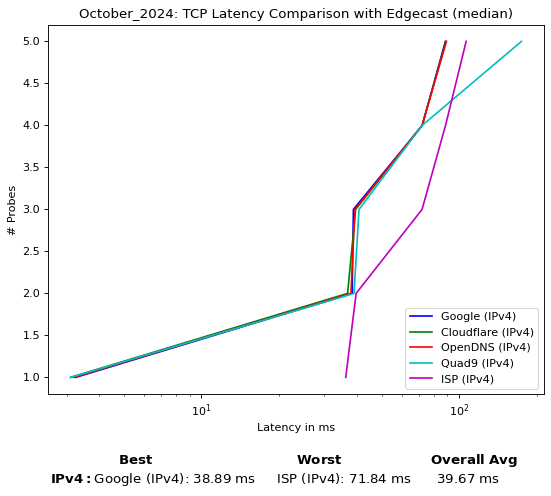 October_2024: TCP Latency Comparison with Edgecast (median)
# Probes
5.0
4.5
4.0
3.5
3.0
2.5
2.0
1.5
1.0
Google (IPv4)
Cloudflare (IPv4)
OpenDNS (IPv4)
Quad9 (IPv4)
ISP (IPv4)
10¹
10²
Latency in ms
Best Worst Overall Avg
IPv4: Google (IPv4): 38.89 ms ISP (IPv4): 71.84 ms 39.67 ms